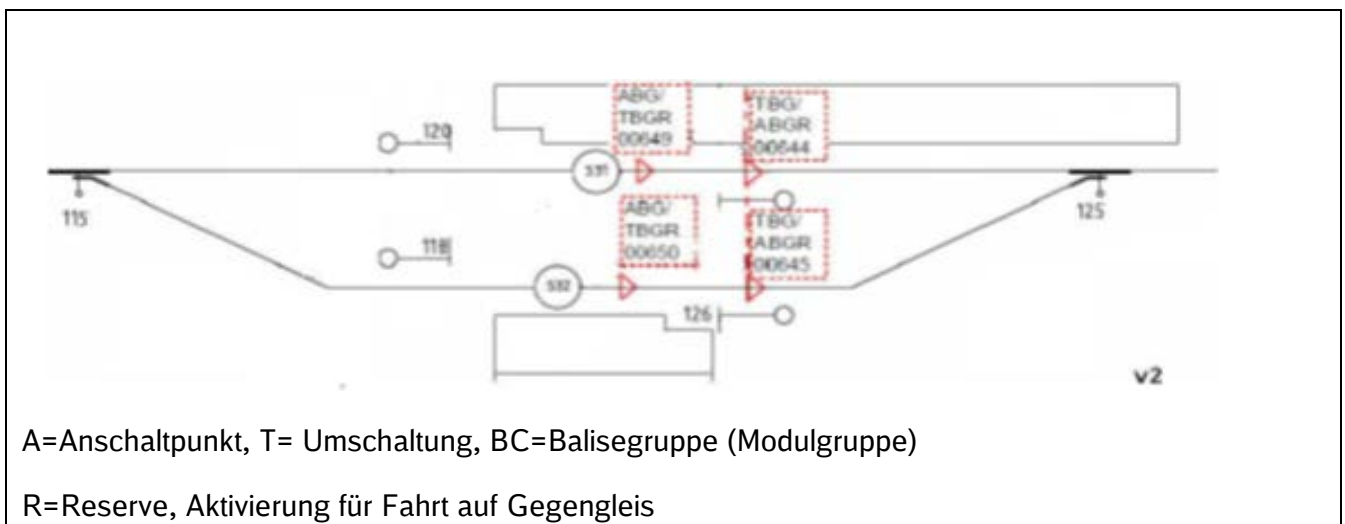 120
ABG/
TBGR
00649
TBG/
ABGR
00644
531
115
125
118
ABG/
TBGR
00650
TBG/
ABGR
00645
532
126
v2
A=Anschaltpunkt, T= Umschaltung, BC=Balisegruppe (Modulgruppe)
R=Reserve, Aktivierung für Fahrt auf Gegengleis